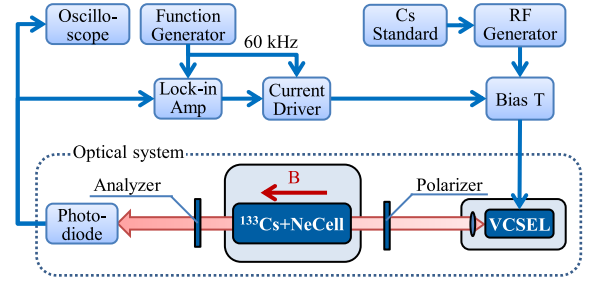 Oscillo-
scope
Function
Generator
60 kHz
Cs
Standard
RF
Generator
Lock-in
Amp
Current
Driver
Bias T
Optical system
Analyzer
B
Polarizer
Photo-
diode
¹³³Cs+NeCell
VCSEL